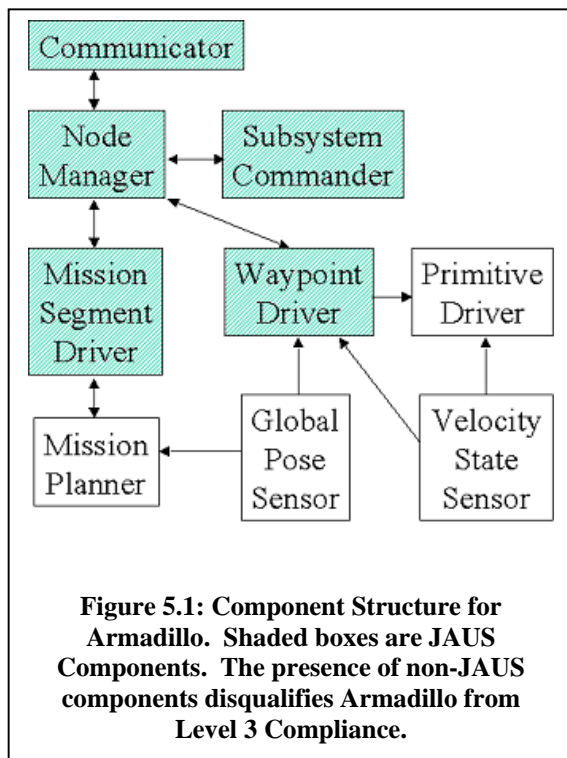 Communicator
Node
Manager
Subsystem
Commander
Mission
Segment
Driver
Waypoint
Driver
Primitive
Driver
Mission
Planner
Global
Pose
Sensor
Velocity
State
Sensor
Figure 5.1: Component Structure for
Armadillo. Shaded boxes are JAUS
Components. The presence of non-JAUS
components disqualifies Armadillo from
Level 3 Compliance.